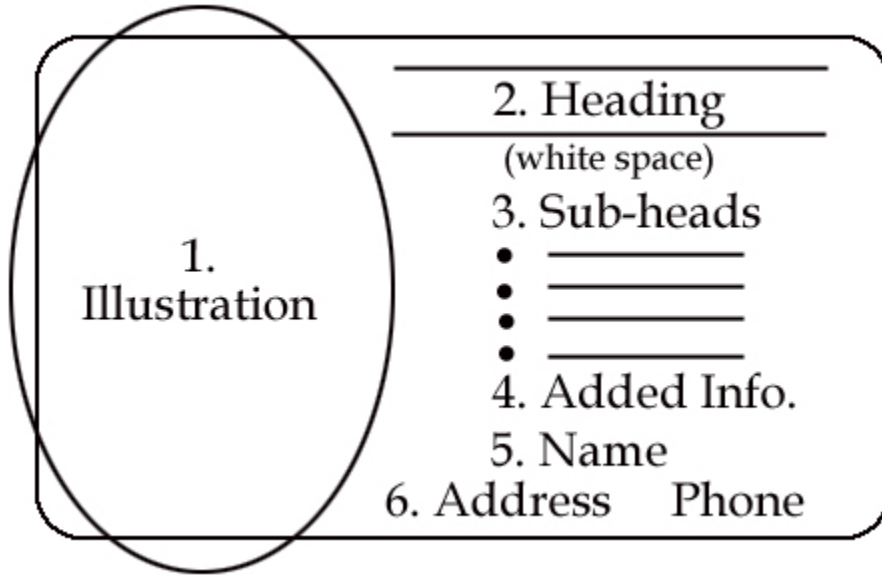 1.
Illustration
2. Heading
(white space)
3. Sub-heads
4. Added Info.
5. Name
6. Address Phone